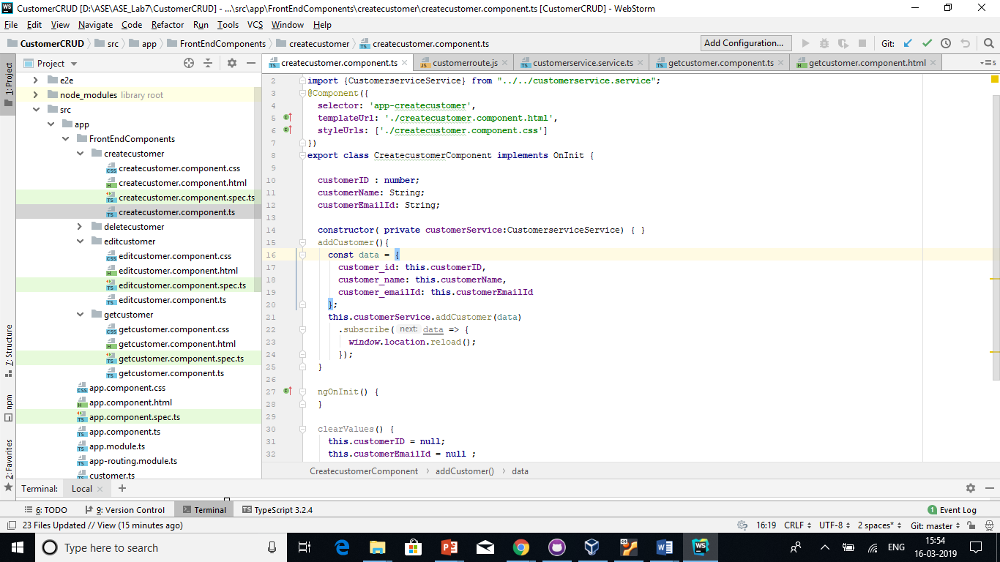 CustomerCRUD [D:\ASE\ASE_Lab7\CustomerCRUD] - ...\src\app\FrontEndComponents\createcustomer\createcustomer.component.ts [CustomerCRUD] - WebStorm
File Edit View Navigate Code Refactor Run Tools VCS Window Help
CustomerCRUD src app FrontEndComponents createcustomer createcustomer.component.ts Add Configuration... Git:
1: Project
Project
e2e
node_modules library root
src
app
FrontEndComponents
createcustomer
createcustomer.component.css
createcustomer.component.html
createcustomer.component.spec.ts
createcustomer.component.ts
deletecustomer
editcustomer
editcustomer.component.css
editcustomer.component.html
editcustomer.component.spec.ts
editcustomer.component.ts
getcustomer
getcustomer.component.css
getcustomer.component.html
getcustomer.component.spec.ts
getcustomer.component.ts
app.component.css
app.component.html
app.component.spec.ts
app.component.ts
app.module.ts
app-routing.module.ts
customer.ts
7: Structure
npm
2: Favorites
createcustomer.component.ts customerroute.js customerservice.service.ts getcustomer.component.ts getcustomer.component.html 5
2 import {CustomerserviceService} from "../../customerservice.service";
3 @Component({
4 selector: 'app-createcustomer',
5 templateUrl: './createcustomer.component.html',
6 styleUrls: ['./createcustomer.component.css']
7 })
8 export class CreatecustomerComponent implements OnInit {
9
10 customerID : number;
11 customerName: String;
12 customerEmailId: String;
13
14 constructor( private customerService:CustomerserviceService) { }
15 addCustomer(){
16 const data = {
17 customer_id: this.customerID,
18 customer_name: this.customerName,
19 customer_emailId: this.customerEmailId
20 };
21 this.customerService.addCustomer(data)
22 .subscribe( next: data => {
23 window.location.reload();
24 });
25 }
26
27 ngOnInit() {
28 }
29
30 clearValues() {
31 this.customerID = null;
32 this.customerEmailId = null ;
CreatecustomerComponent addCustomer() data
Terminal: Local
6: TODO 9: Version Control Terminal TypeScript 3.2.4 1 Event Log
23 Files Updated // View (15 minutes ago) 16:19 CRLF UTF-8 2 spaces* Git: master
Type here to search ENG 15:54
16-03-2019